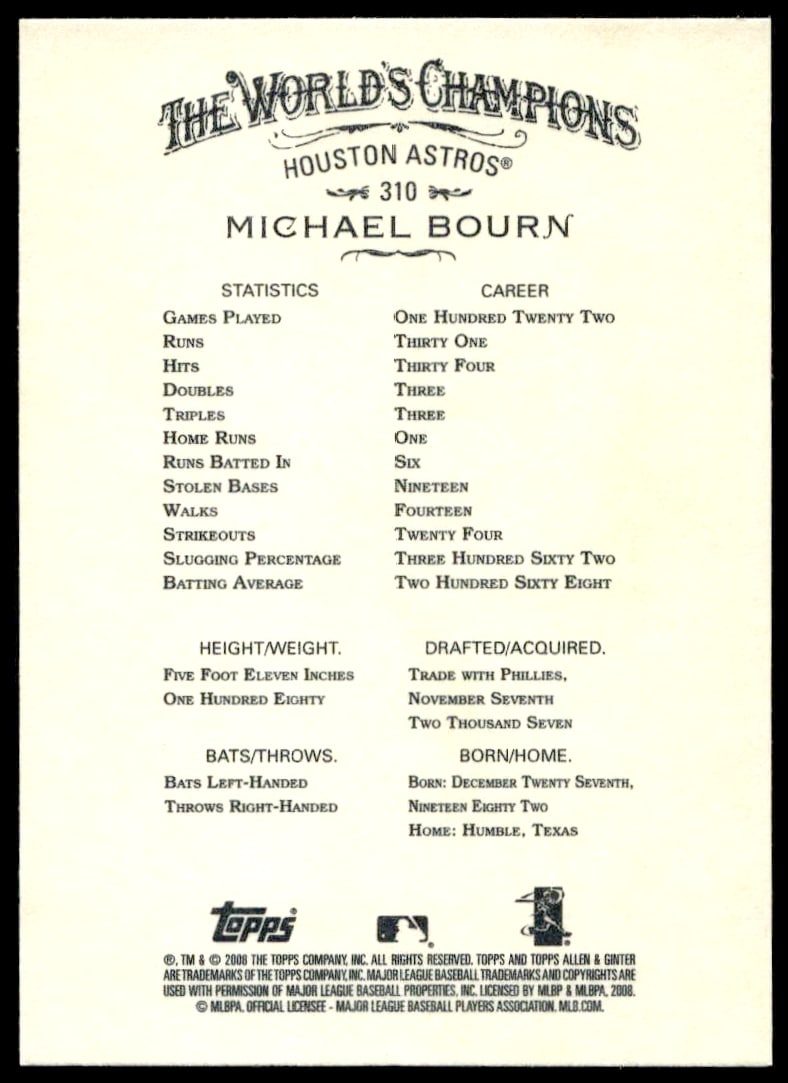 THE WORLD'S CHAMPIONS
HOUSTON ASTROS®
310
MICHAEL BOURN
STATISTICS CAREER
GAMES PLAYED ONE HUNDRED TWENTY TWO
RUNS THIRTY ONE
HITS THIRTY FOUR
DOUBLES THREE
TRIPLES THREE
HOME RUNS ONE
RUNS BATTED IN SIX
STOLEN BASES NINETEEN
WALKS FOURTEEN
STRIKEOUTS TWENTY FOUR
SLUGGING PERCENTAGE THREE HUNDRED SIXTY TWO
BATTING AVERAGE TWO HUNDRED SIXTY EIGHT
HEIGHT/WEIGHT.
FIVE FOOT ELEVEN INCHES
ONE HUNDRED EIGHTY
DRAFTED/ACQUIRED.
TRADE WITH PHILLIES,
NOVEMBER SEVENTH
TWO THOUSAND SEVEN
BATS/THROWS.
BATS LEFT-HANDED
THROWS RIGHT-HANDED
BORN/HOME.
BORN: DECEMBER TWENTY SEVENTH,
NINETEEN EIGHTY TWO
HOME: HUMBLE, TEXAS
topps®
®, TM & © 2008 THE TOPPS COMPANY, INC. ALL RIGHTS RESERVED. TOPPS AND TOPPS ALLEN & GINTER
ARE TRADEMARKS OF THE TOPPS COMPANY, INC. MAJOR LEAGUE BASEBALL TRADEMARKS AND COPYRIGHTS ARE
USED WITH PERMISSION OF MAJOR LEAGUE BASEBALL PROPERTIES, INC. LICENSED BY MLBP & MLBPA, 2008.
© MLBPA. OFFICIAL LICENSEE - MAJOR LEAGUE BASEBALL PLAYERS ASSOCIATION. MLB.COM.